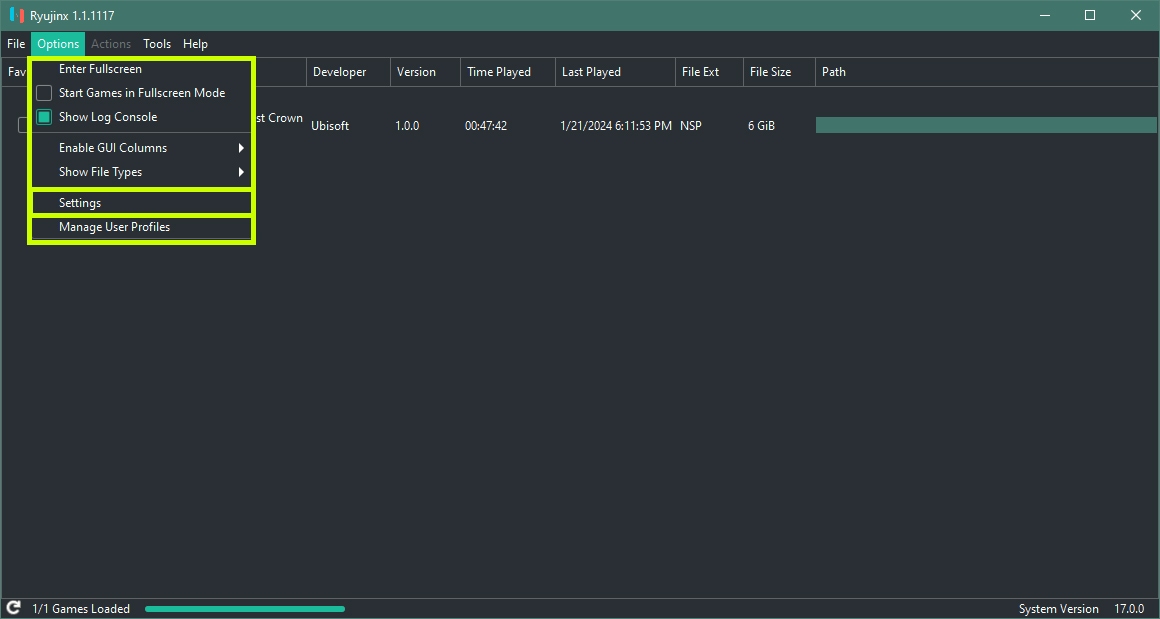 Ryujinx 1.1.1117
File Options Actions Tools Help
Fav Developer Version Time Played Last Played File Ext File Size Path
Enter Fullscreen
Start Games in Fullscreen Mode
Show Log Console
st Crown
Ubisoft 1.0.0 00:47:42 1/21/2024 6:11:53 PM NSP 6 GiB
Enable GUI Columns
Show File Types
Settings
Manage User Profiles
1/1 Games Loaded System Version 17.0.0